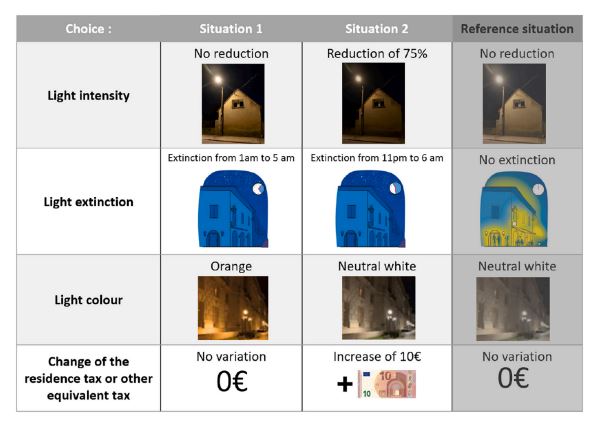 Choice :
Situation 1
Situation 2
Reference situation
Light intensity
No reduction
Reduction of 75%
No reduction
Light extinction
Extinction from 1am to 5 am
Extinction from 11pm to 6 am
No extinction
Light colour
Orange
Neutral white
Neutral white
Change of the
residence tax or other
equivalent tax
No variation
0€
Increase of 10€
+
10
10
No variation
0€